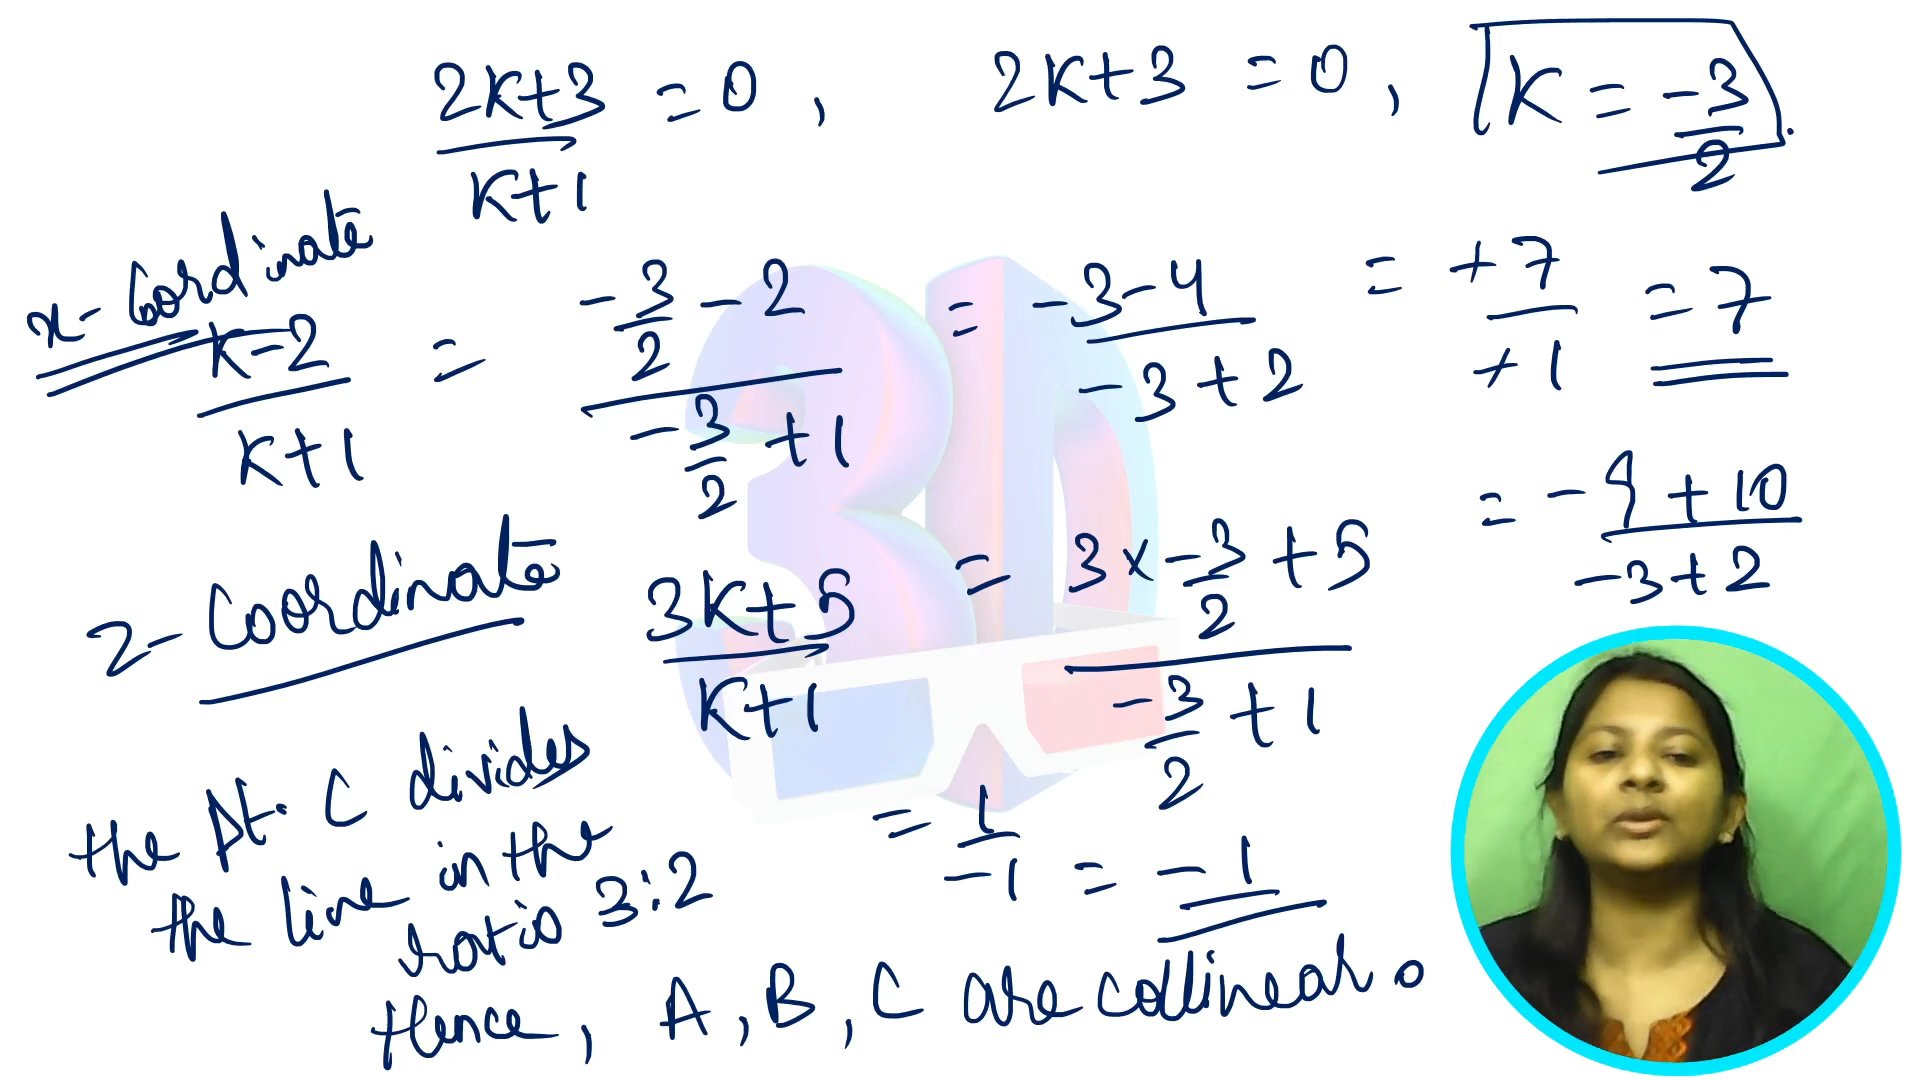 (2K+3)/(K+1) = 0 , 2K+3 = 0 , K = -3/2 .
x- Coordinate
(K-2)/(K+1) = (-3/2 - 2)/(-3/2 + 1) = (-3-4)/(-3+2) = +7/+1 = 7
z- Coordinate (3K+5)/(K+1) = (3 × -3/2 + 5)/(-3/2 + 1) = (-9+10)/(-3+2)
= 1/-1 = -1
the pt. C divides
the line in the
ratio 3:2
Hence, A, B, C are collinear.
3D